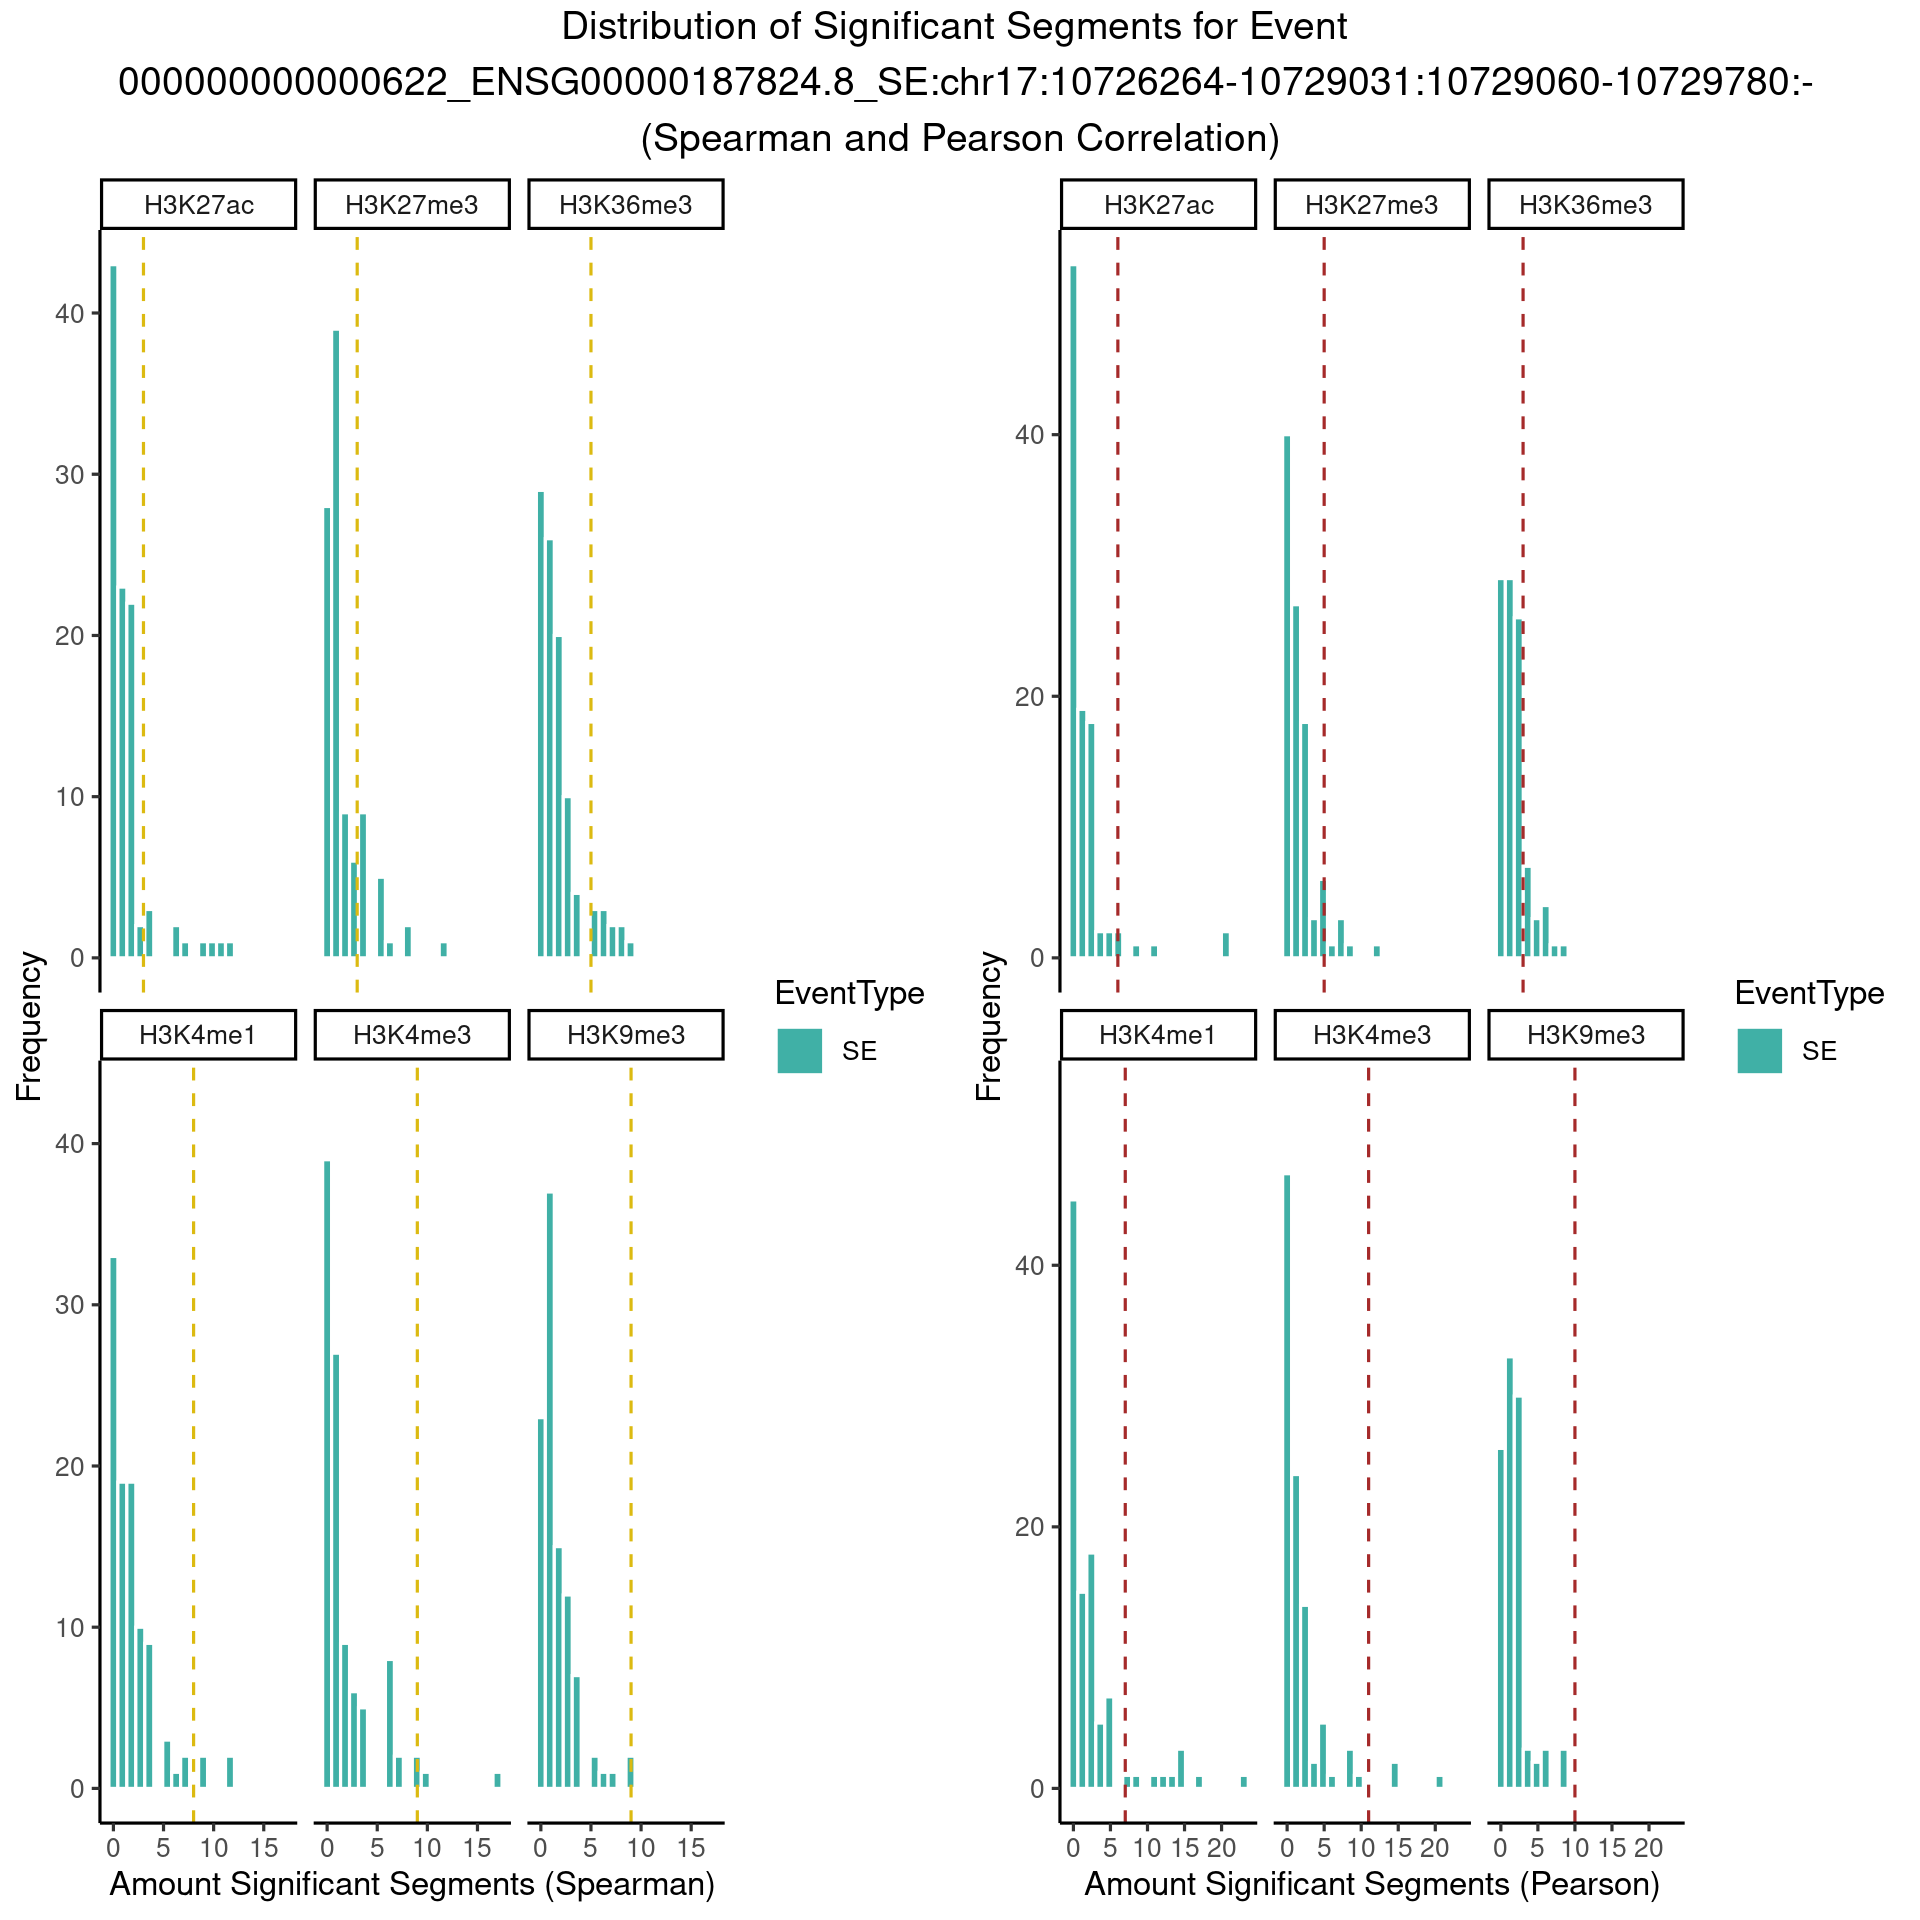 Distribution of Significant Segments for Event
000000000000622_ENSG00000187824.8_SE:chr17:10726264-10729031:10729060-10729780:-
(Spearman and Pearson Correlation)
H3K27ac H3K27me3 H3K36me3
40
30
20
10
0
H3K4me1 H3K4me3 H3K9me3
40
30
20
10
0
0 5 10 15 0 5 10 15 0 5 10 15
Frequency
Amount Significant Segments (Spearman)
EventType
SE
H3K27ac H3K27me3 H3K36me3
40
20
0
H3K4me1 H3K4me3 H3K9me3
40
20
0
0 5 10 15 20 0 5 10 15 20 0 5 10 15 20
Frequency
Amount Significant Segments (Pearson)
EventType
SE